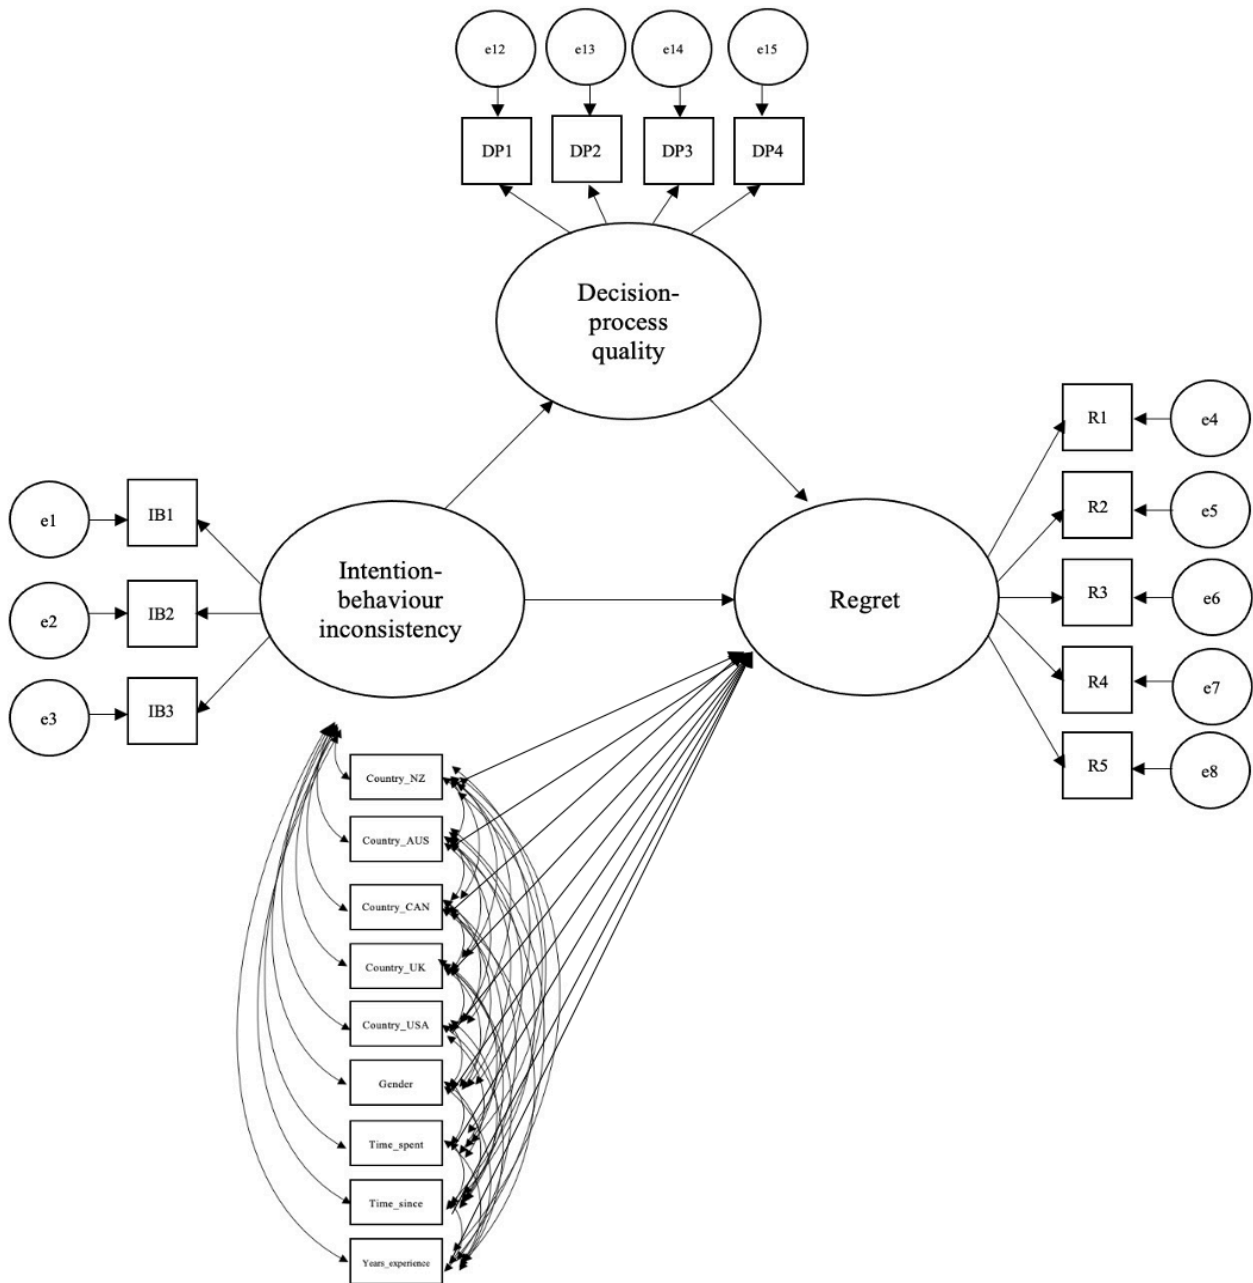 e12
e13
e14
e15
DP1
DP2
DP3
DP4
Decision-
process
quality
R1
e4
R2
e5
e1
IB1
Intention-
behaviour
inconsistency
Regret
R3
e6
e2
IB2
R4
e7
e3
IB3
R5
e8
Country_NZ
Country_AUS
Country_CAN
Country_UK
Country_USA
Gender
Time_spent
Time_since
Years_experience